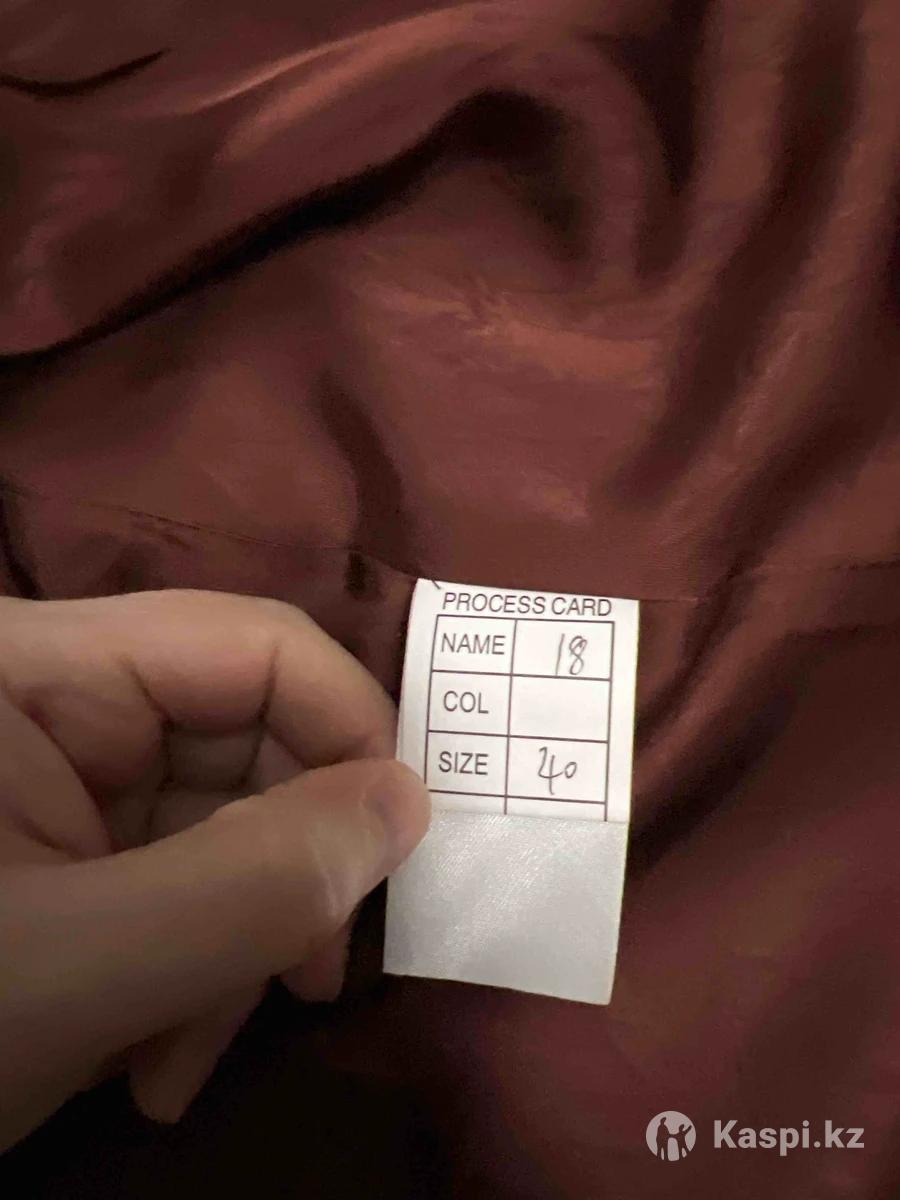 PROCESS CARD
NAME 18
COL
SIZE 40
Kaspi.kz